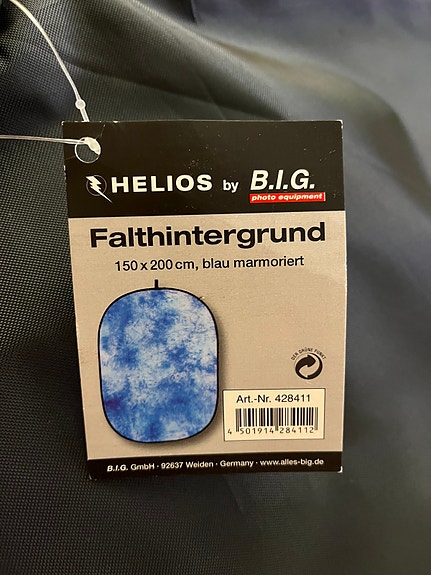 HELIOS by B.I.G.
photo equipment
Falthintergrund
150 x 200 cm, blau marmoriert
DER GRÜNE PUNKT
Art.-Nr. 428411
4 501914 284112
B.I.G. GmbH · 92637 Weiden · Germany · www.alles-big.de